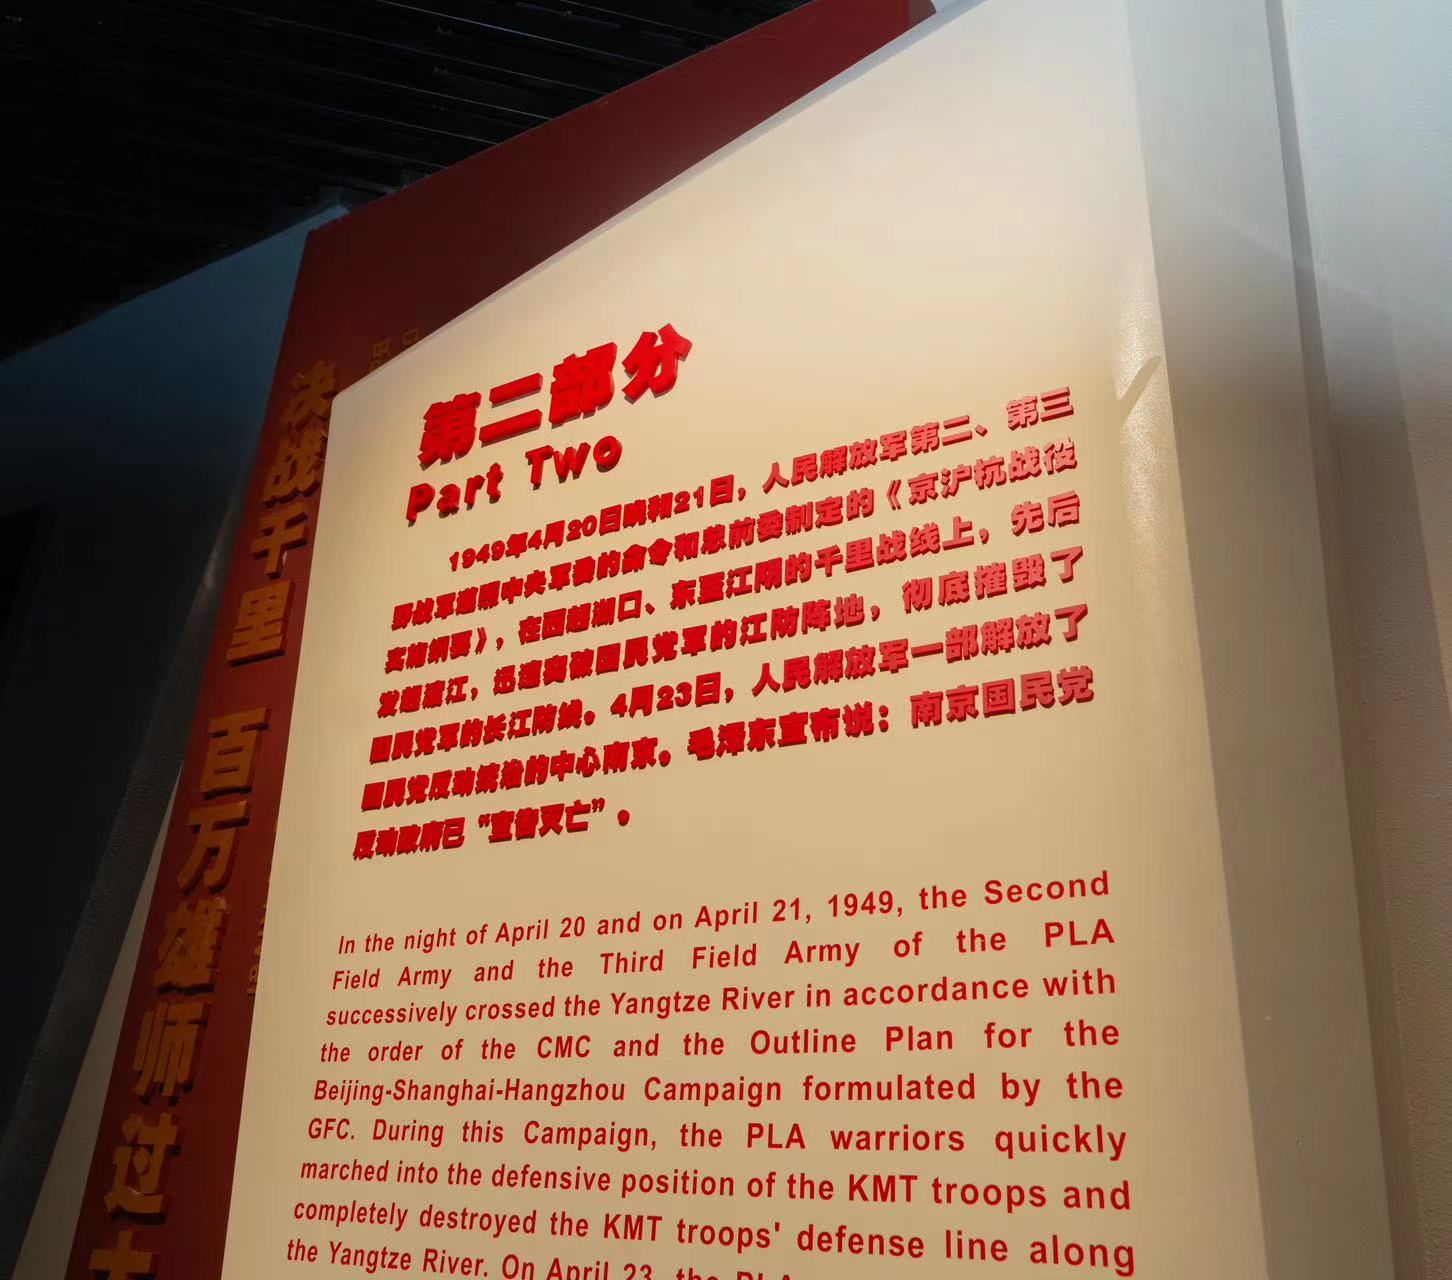 决战千里 百万雄师过大
第二部分
Part Two
1949年4月20日晚和21日，人民解放军第二、第三
野战军遵照中央军委的命令和总前委制定的《京沪杭战役
实施纲要》，在西起湖口、东至江阴的千里战线上，先后
发起渡江，迅速突破国民党军的江防阵地，彻底摧毁了
国民党军的长江防线。4月23日，人民解放军一部解放了
国民党反动统治的中心南京。毛泽东宣布说：南京国民党
反动政府已“宣告灭亡”。
In the night of April 20 and on April 21, 1949, the Second
Field Army and the Third Field Army of the PLA
successively crossed the Yangtze River in accordance with
the order of the CMC and the Outline Plan for the
Beijing-Shanghai-Hangzhou Campaign formulated by the
GFC. During this Campaign, the PLA warriors quickly
marched into the defensive position of the KMT troops and
completely destroyed the KMT troops' defense line along
the Yangtze River. On April 23, the PLA